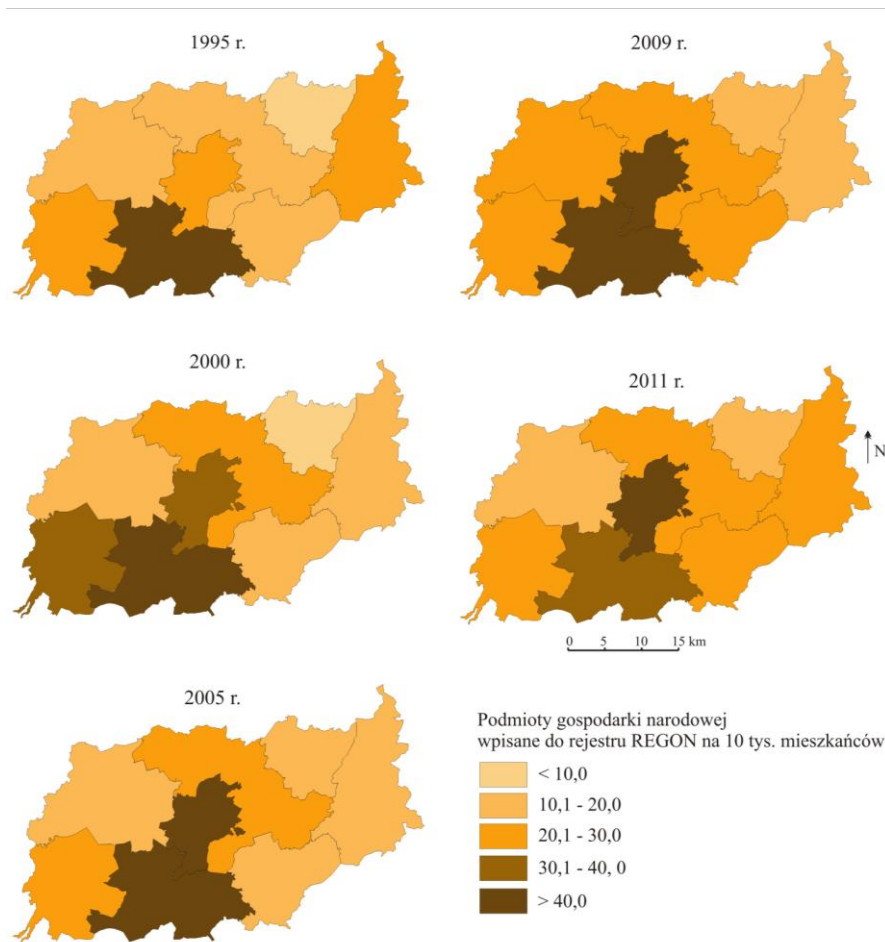 1995 r.
2009 r.
2000 r.
2011 r.
N
0 5 10 15 km
2005 r.
Podmioty gospodarki narodowej
wpisane do rejestru REGON na 10 tys. mieszkańców
< 10,0
10,1 - 20,0
20,1 - 30,0
30,1 - 40, 0
> 40,0